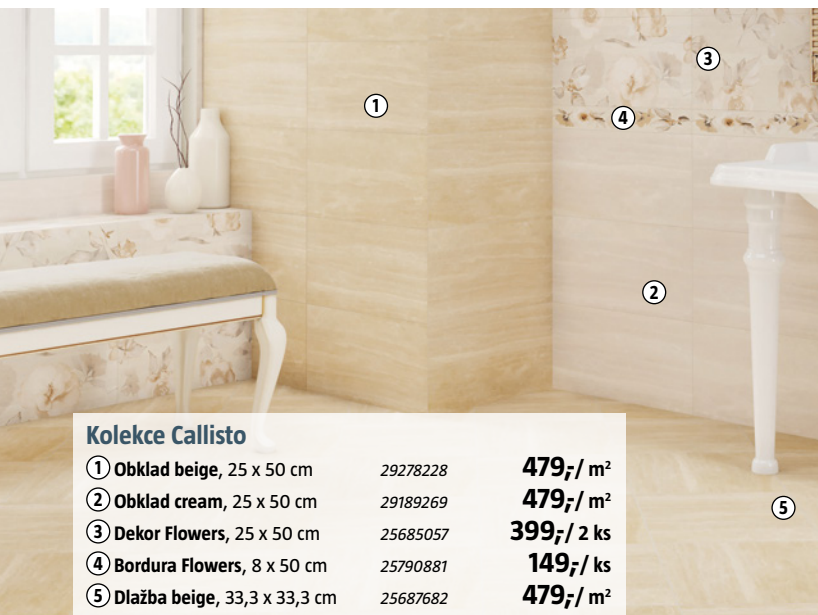 1
3
4
2
5
Kolekce Callisto
1 Obklad beige, 25 x 50 cm 29278228 479,-/ m²
2 Obklad cream, 25 x 50 cm 29189269 479,-/ m²
3 Dekor Flowers, 25 x 50 cm 25685057 399,-/ 2 ks
4 Bordura Flowers, 8 x 50 cm 25790881 149,-/ ks
5 Dlažba beige, 33,3 x 33,3 cm 25687682 479,-/ m²